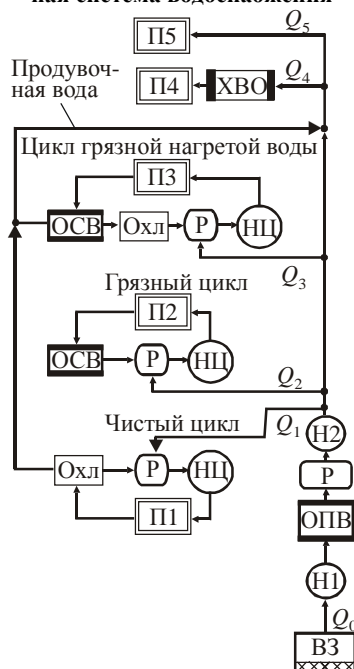 ная система водоснабжения
Q5
П5
Q4
П4
ХВО
Продувоч-
ная вода
Цикл грязной нагретой воды
П3
ОСВ
Охл
Р
НЦ
Q3
Грязный цикл
П2
ОСВ
Р
НЦ
Q2
Чистый цикл
Q1
Н2
Охл
Р
НЦ
Р
П1
ОПВ
Н1
Q0
ВЗ